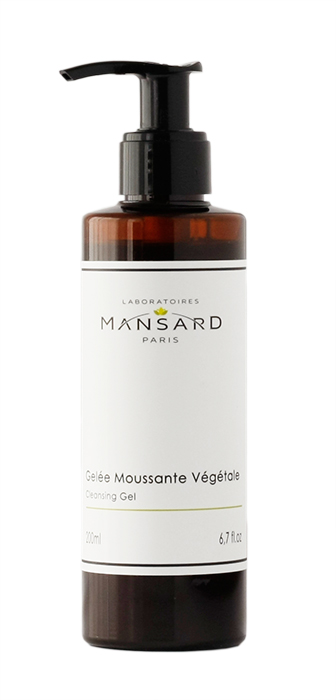 LABORATOIRES
MANSARD
PARIS
Gelée Moussante Végétale
Cleansing Gel
200ml 6,7 fl.oz